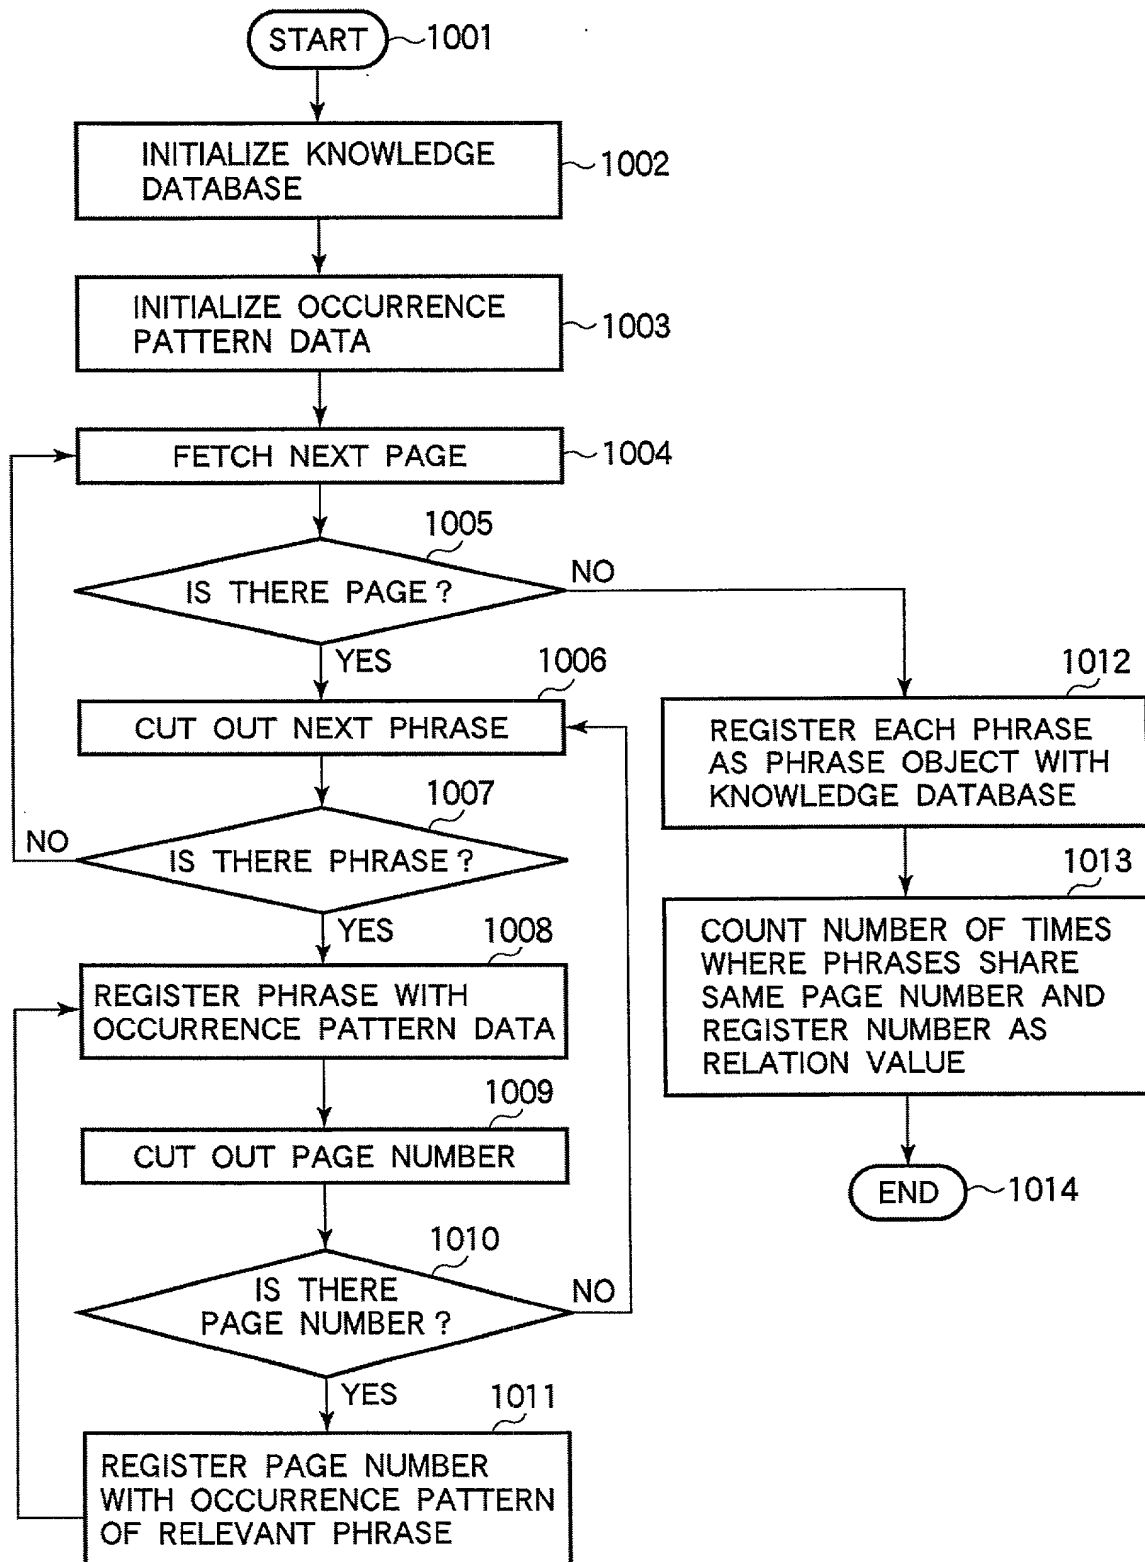 START
1001
INITIALIZE KNOWLEDGE
DATABASE
1002
INITIALIZE OCCURRENCE
PATTERN DATA
1003
FETCH NEXT PAGE
1004
1005
IS THERE PAGE?
NO
YES
1006
CUT OUT NEXT PHRASE
1007
IS THERE PHRASE?
NO
YES
1008
REGISTER PHRASE WITH
OCCURRENCE PATTERN DATA
1009
CUT OUT PAGE NUMBER
1010
IS THERE
PAGE NUMBER?
NO
YES
1011
REGISTER PAGE NUMBER
WITH OCCURRENCE PATTERN
OF RELEVANT PHRASE
1012
REGISTER EACH PHRASE
AS PHRASE OBJECT WITH
KNOWLEDGE DATABASE
1013
COUNT NUMBER OF TIMES
WHERE PHRASES SHARE
SAME PAGE NUMBER AND
REGISTER NUMBER AS
RELATION VALUE
END
1014